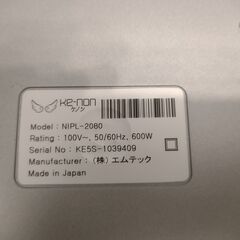 Ke-non
ケノン
Model : NIPL-2080
Rating : 100V~, 50/60Hz, 600W
Serial No : KE5S-1039409
Manufacturer : (株) エムテック
Made in Japan